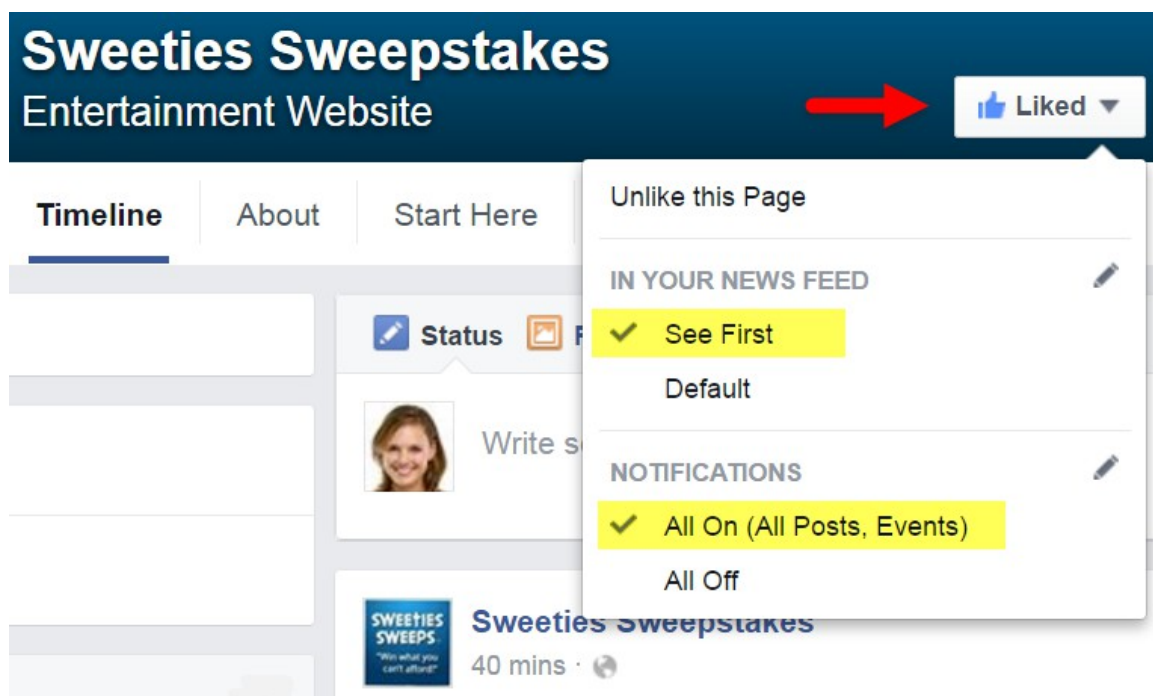 Sweeties Sweepstakes
Entertainment Website
Liked
Timeline About Start Here
Unlike this Page
IN YOUR NEWS FEED
See First
Default
NOTIFICATIONS
All On (All Posts, Events)
All Off
Status
Write
SWEETIES
SWEEPS
"Win what you
can't afford!"
Sweeties Sweepstakes
40 mins ·